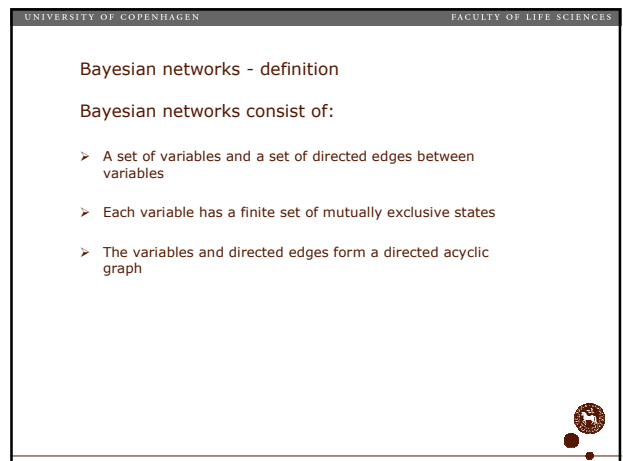 UNIVERSITY OF COPENHAGEN FACULTY OF LIFE SCIENCES
Bayesian networks - definition
Bayesian networks consist of:
➢ A set of variables and a set of directed edges between
variables
➢ Each variable has a finite set of mutually exclusive states
➢ The variables and directed edges form a directed acyclic
graph